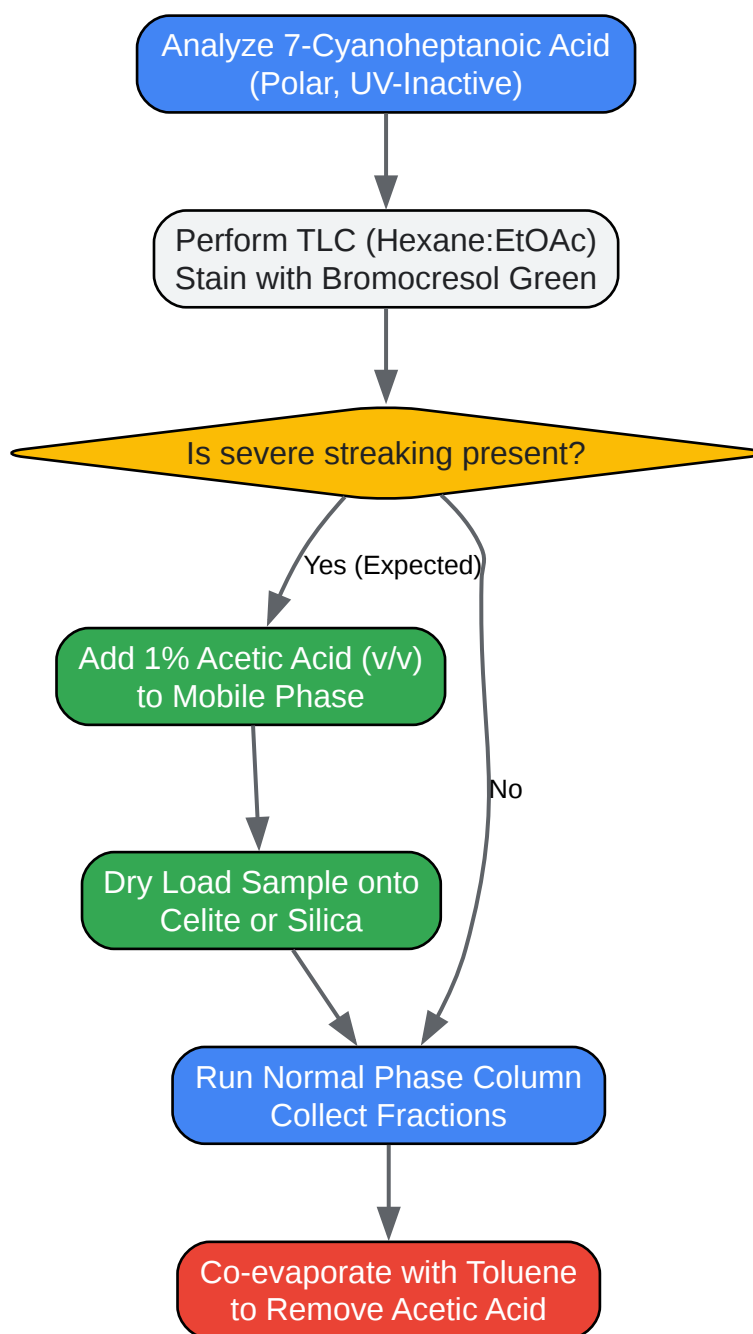 Analyze 7-Cyanoheptanoic Acid
(Polar, UV-Inactive)
Perform TLC (Hexane:EtOAc)
Stain with Bromocresol Green
Is severe streaking present?
Yes (Expected)
Add 1% Acetic Acid (v/v)
to Mobile Phase
No
Dry Load Sample onto
Celite or Silica
Run Normal Phase Column
Collect Fractions
Co-evaporate with Toluene
to Remove Acetic Acid